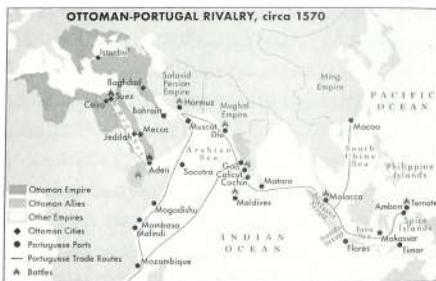 OTTOMAN-PORTUGAL RIVALRY, circa 1570
Istanbul
Baghdad
Suez
Cairo
Bahrain
Safavid
Persian
Empire
Hormuz
Mughal
Empire
Ming
Empire
PACIFIC
OCEAN
Jeddah
Mecca
Muscat
Diu
Macao
Arabian
Sea
South
China
Sea
Philippine
Islands
Aden
Socotra
Goa
Calicut
Cochin
Matara
Maldives
Malacca
Ternate
Ambon
Spice
Islands
Mogadishu
Mombasa
Malindi
Mozambique
INDIAN
OCEAN
Java
Sea
Makassar
Flores
Timor
Ottoman Empire
Ottoman Allies
Other Empires
Ottoman Cities
Portuguese Ports
Portuguese Trade Routes
Battles